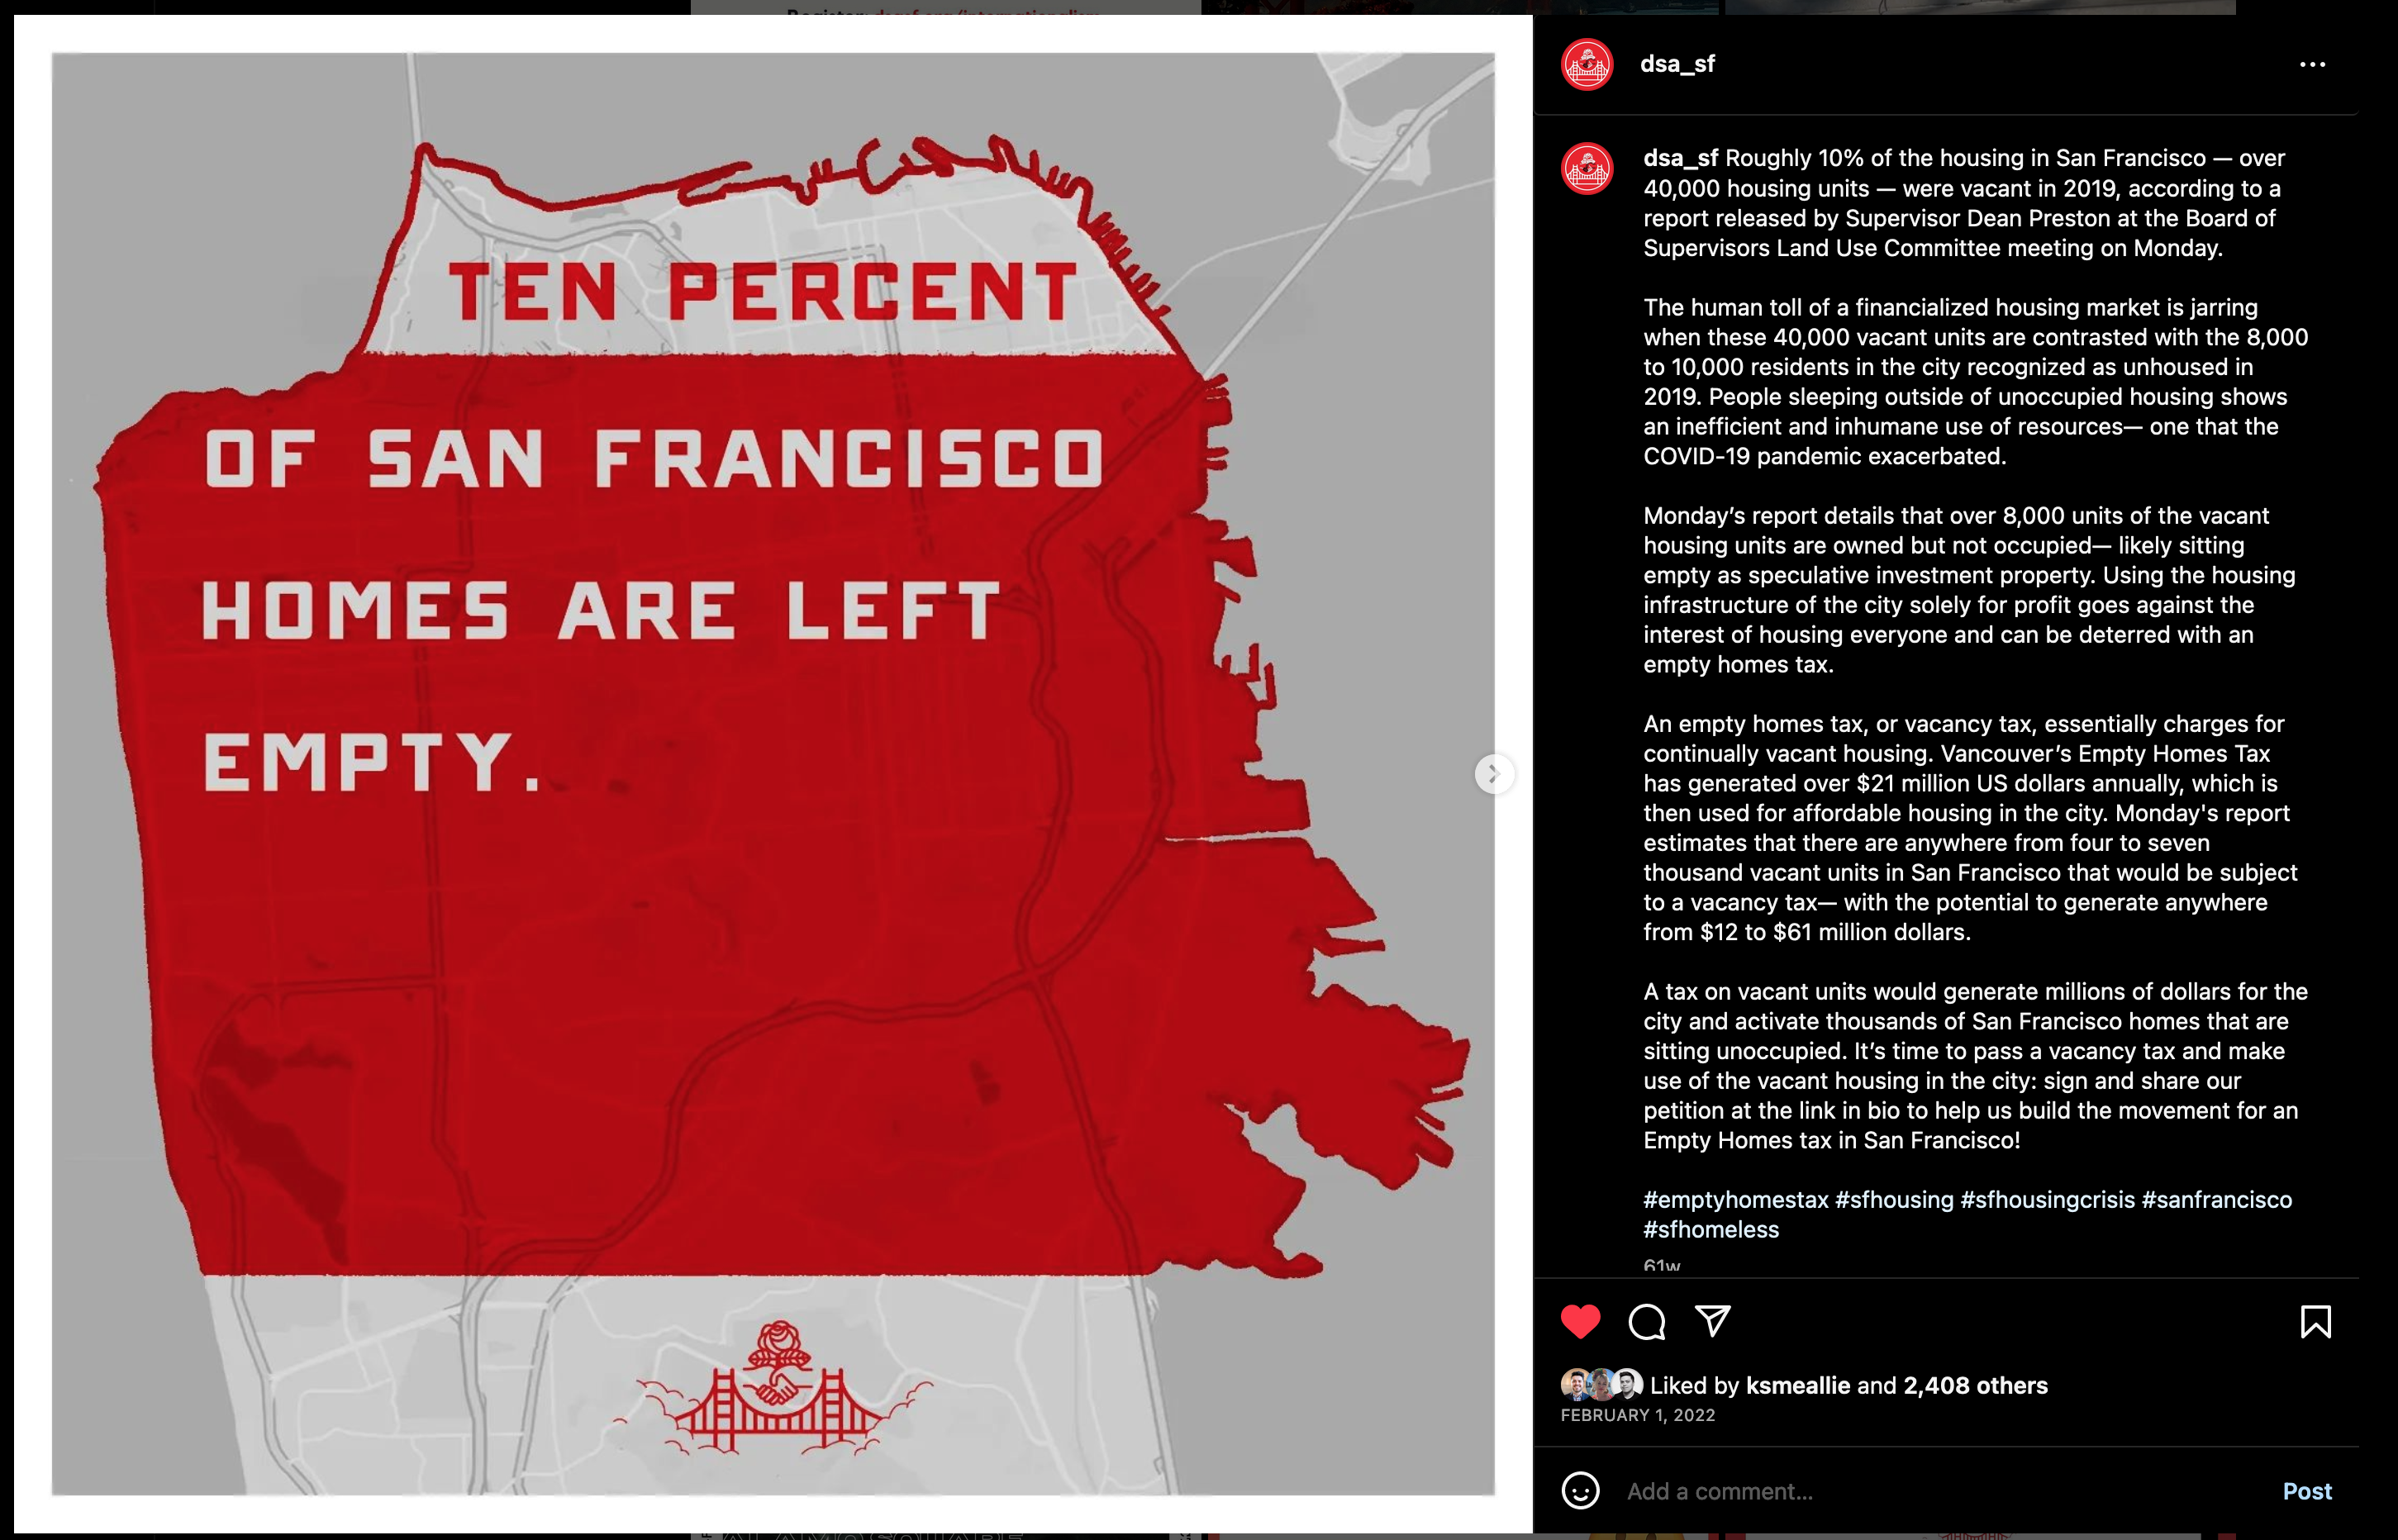 TEN PERCENT
OF SAN FRANCISCO
HOMES ARE LEFT
EMPTY.
dsa_sf
dsa_sf Roughly 10% of the housing in San Francisco — over
40,000 housing units — were vacant in 2019, according to a
report released by Supervisor Dean Preston at the Board of
Supervisors Land Use Committee meeting on Monday.
The human toll of a financialized housing market is jarring
when these 40,000 vacant units are contrasted with the 8,000
to 10,000 residents in the city recognized as unhoused in
2019. People sleeping outside of unoccupied housing shows
an inefficient and inhumane use of resources— one that the
COVID-19 pandemic exacerbated.
Monday’s report details that over 8,000 units of the vacant
housing units are owned but not occupied— likely sitting
empty as speculative investment property. Using the housing
infrastructure of the city solely for profit goes against the
interest of housing everyone and can be deterred with an
empty homes tax.
An empty homes tax, or vacancy tax, essentially charges for
continually vacant housing. Vancouver’s Empty Homes Tax
has generated over $21 million US dollars annually, which is
then used for affordable housing in the city. Monday's report
estimates that there are anywhere from four to seven
thousand vacant units in San Francisco that would be subject
to a vacancy tax— with the potential to generate anywhere
from $12 to $61 million dollars.
A tax on vacant units would generate millions of dollars for the
city and activate thousands of San Francisco homes that are
sitting unoccupied. It’s time to pass a vacancy tax and make
use of the vacant housing in the city: sign and share our
petition at the link in bio to help us build the movement for an
Empty Homes tax in San Francisco!
#emptyhomestax #sfhousing #sfhousingcrisis #sanfrancisco
#sfhomeless
61w
Liked by ksmeallie and 2,408 others
FEBRUARY 1, 2022
Add a comment...
Post